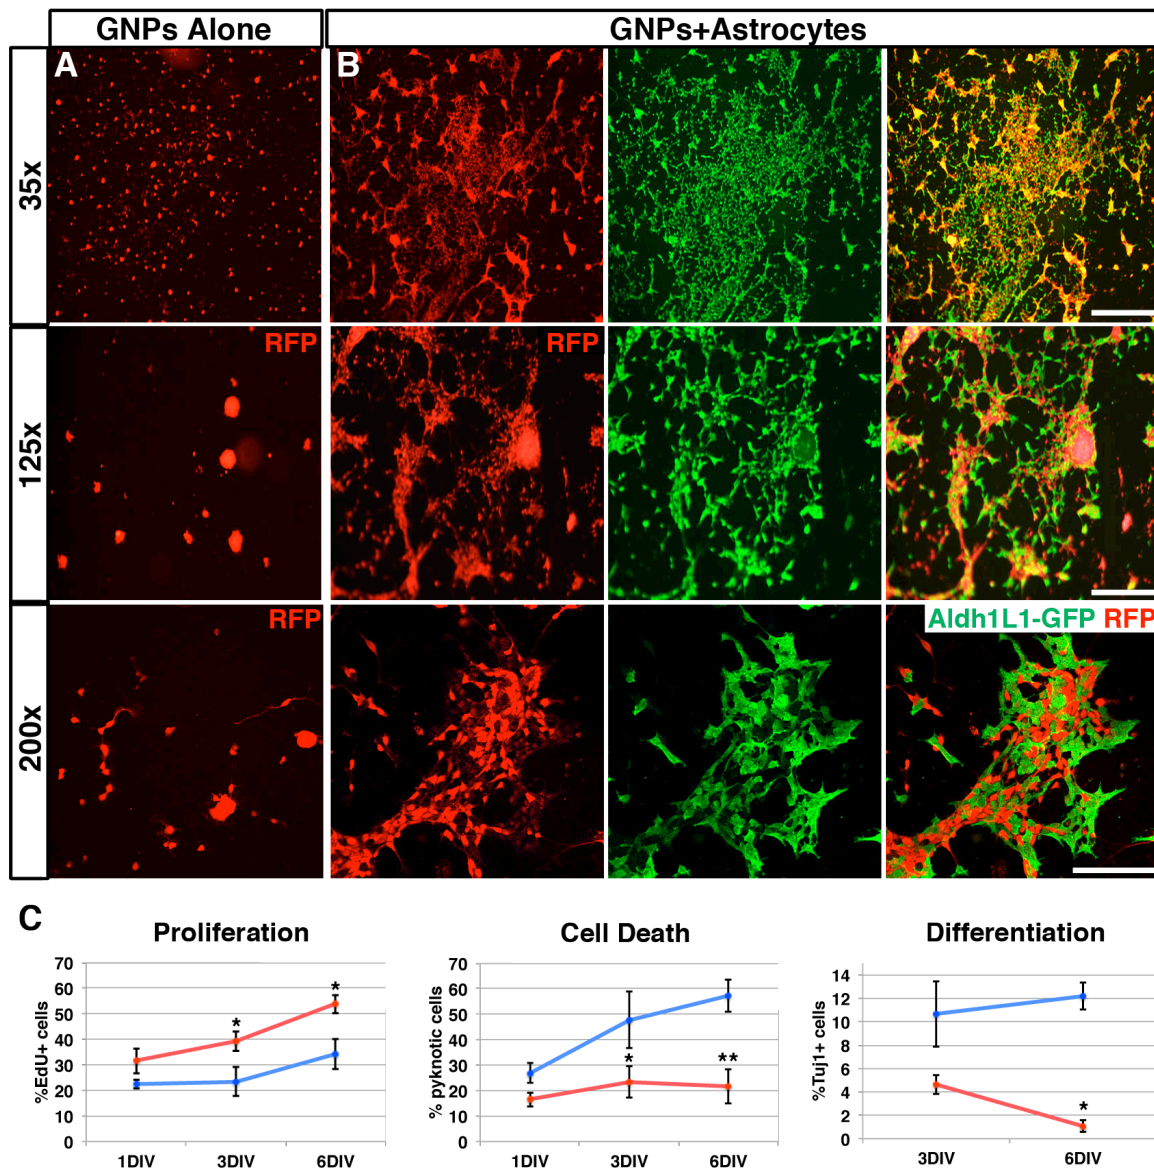 GNPs Alone
GNPs+Astrocytes
A
B
35x
RFP
RFP
125x
RFP
Aldh1L1-GFP RFP
200x
C
Proliferation
Cell Death
Differentiation
%EdU+ cells
70
60
50
40
30
20
10
0
*
*
1DIV
3DIV
6DIV
% pyknotic cells
70
60
50
40
30
20
10
0
*
**
1DIV
3DIV
6DIV
%Tuj1+ cells
14
12
10
8
6
4
2
0
*
3DIV
6DIV